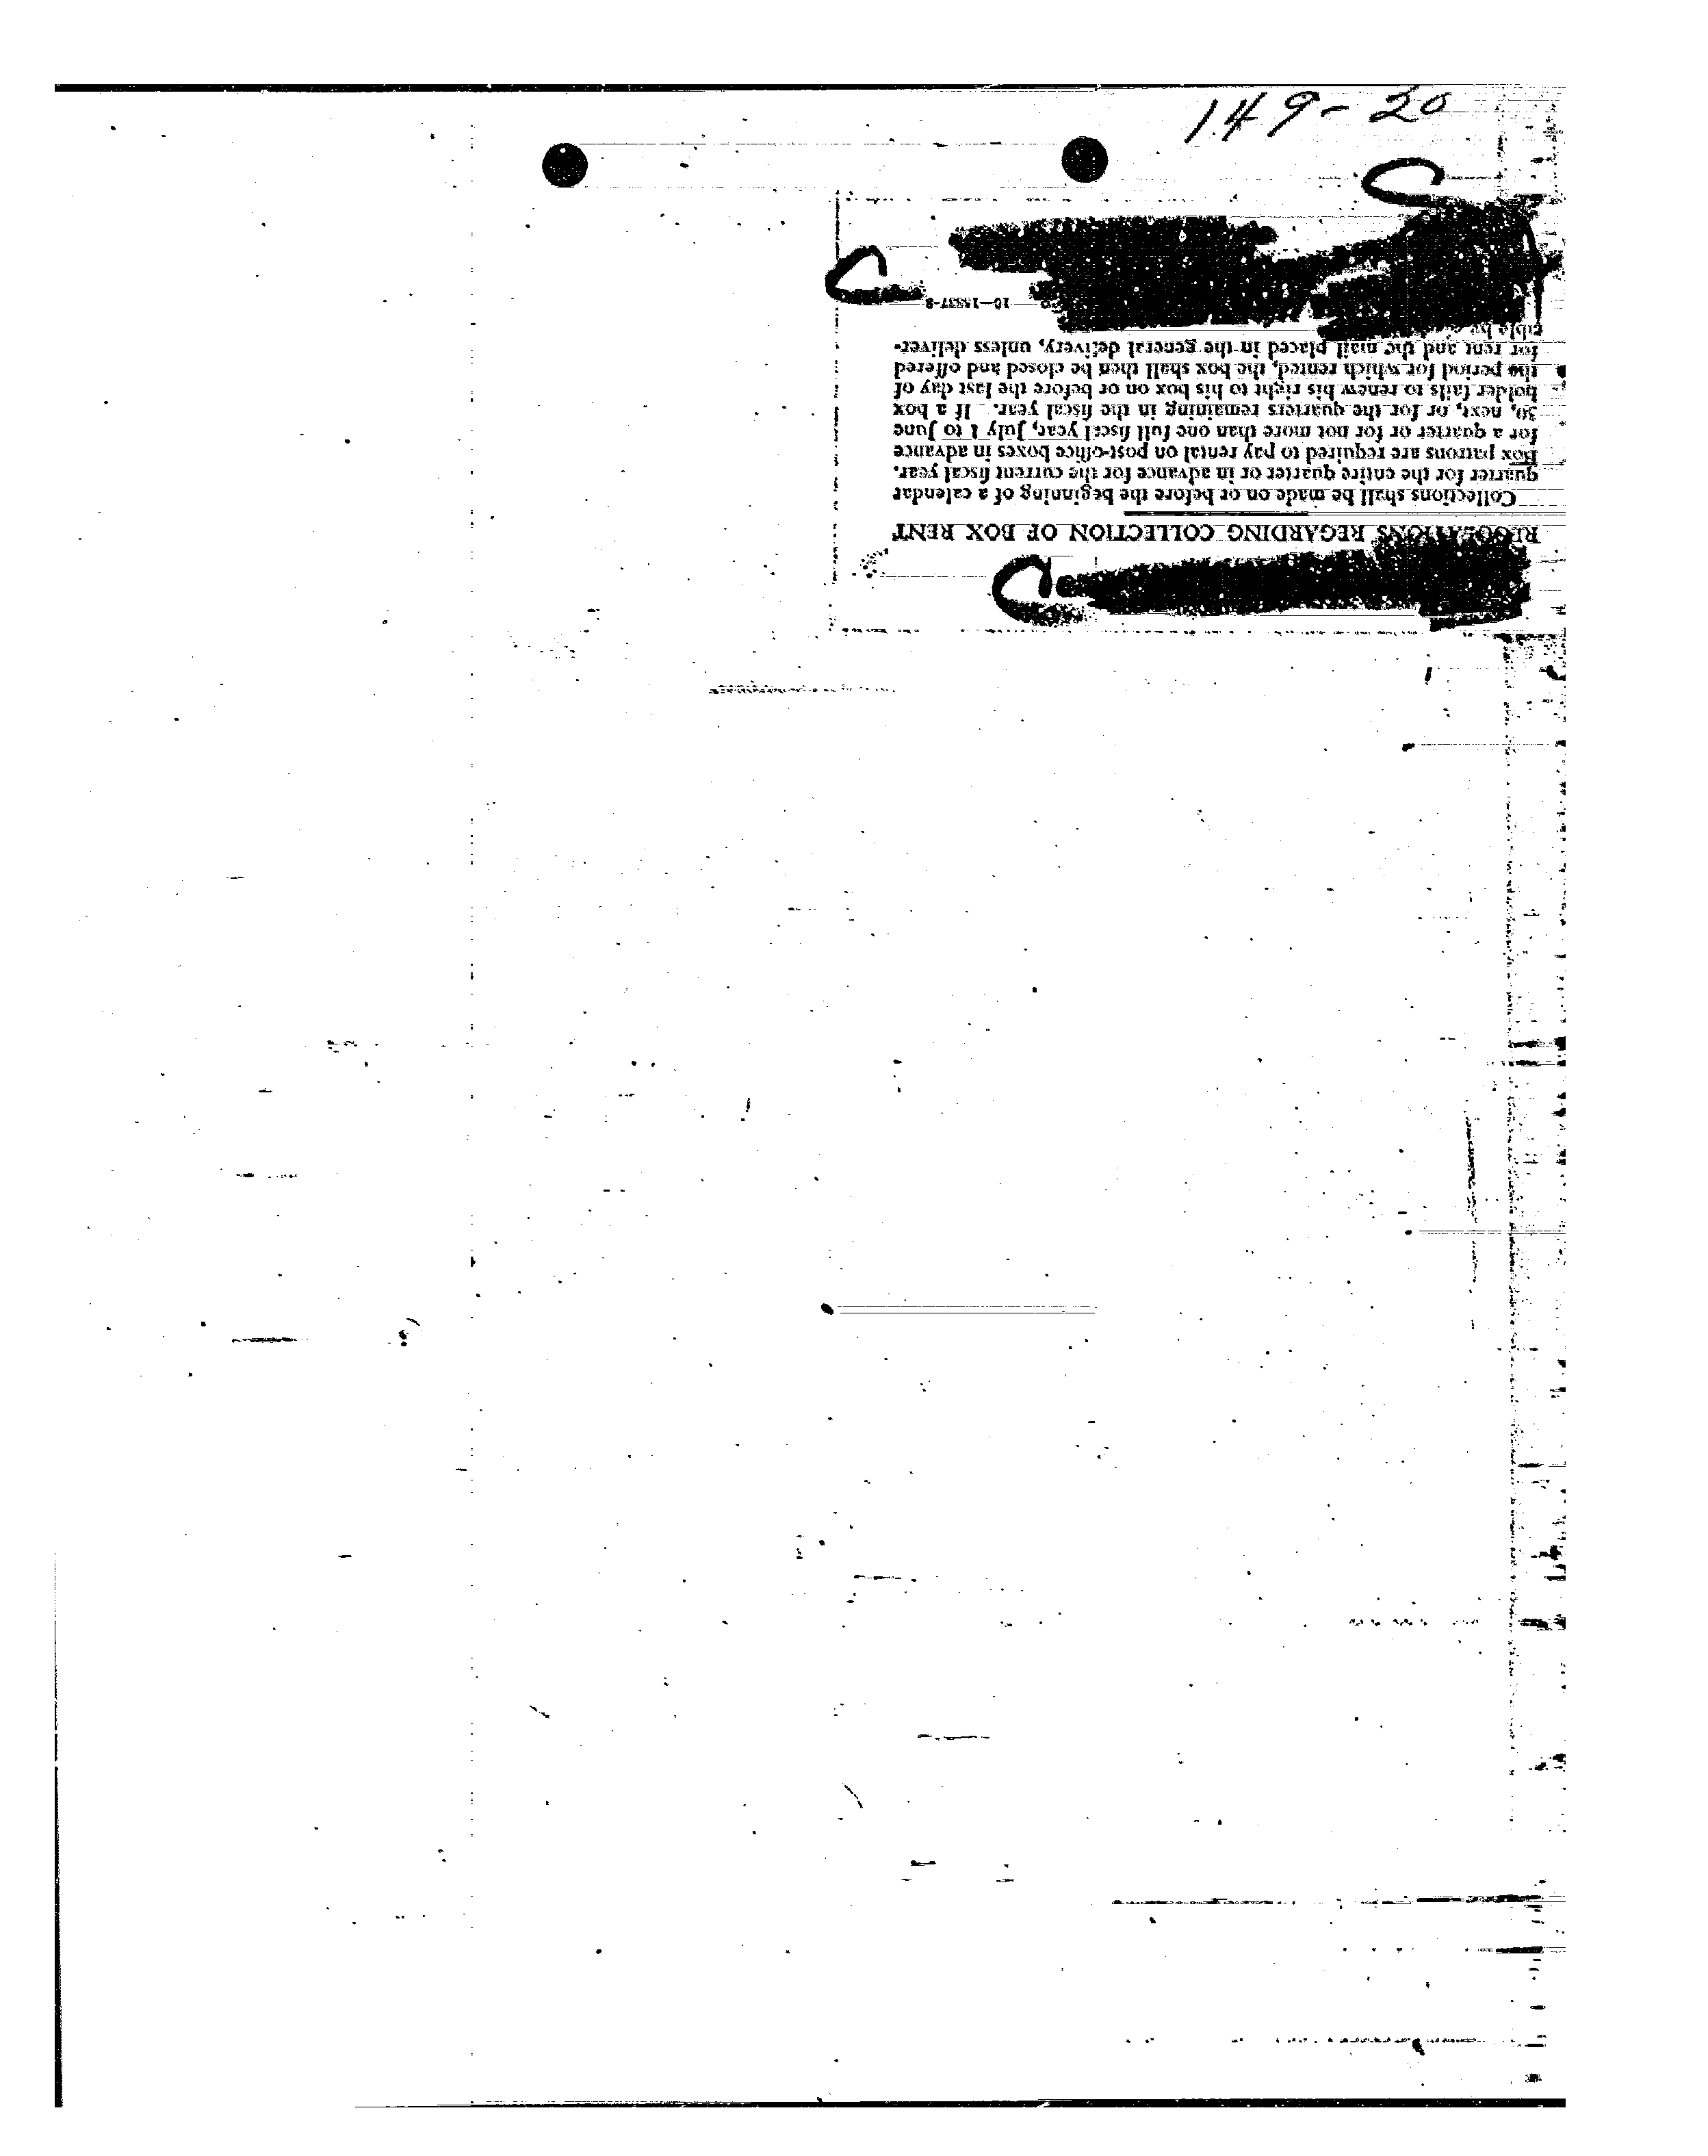 149-20
REGULATIONS REGARDING COLLECTION OF BOX RENT
Collections shall be made on or before the beginning of a calendar
quarter for the entire quarter or in advance for the current fiscal year.
Box patrons are required to pay rental on post-office boxes in advance
for a quarter or for not more than one full fiscal year, July 1 to June
30, next, or for the quarters remaining in the fiscal year. If a box
holder fails to renew his right to his box on or before the last day of
the period for which rented, the box shall then be closed and offered
for rent and the mail placed in the general delivery, unless deliver-
ible by
10—15537-8